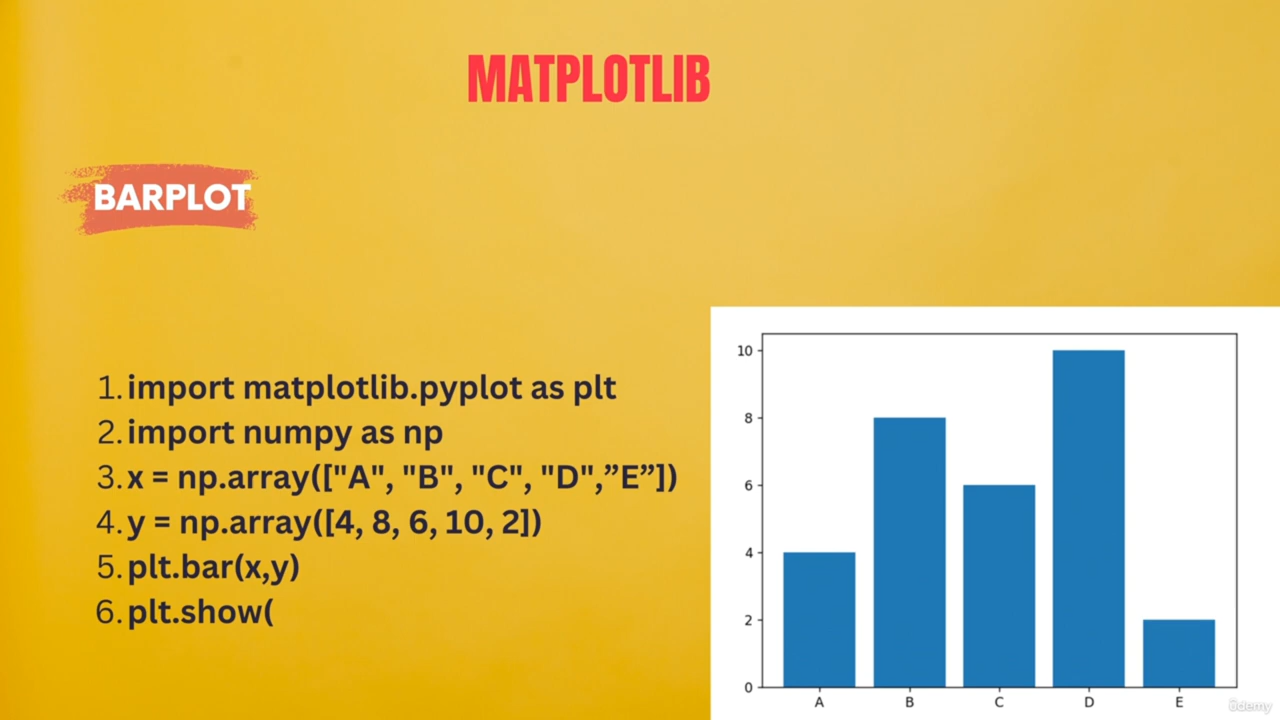 MATPLOTLIB
BARPLOT
1. import matplotlib.pyplot as plt
2. import numpy as np
3. x = np.array(["A", "B", "C", "D",”E”])
4. y = np.array([4, 8, 6, 10, 2])
5. plt.bar(x,y)
6. plt.show(
10
8
6
4
2
0
A B C D E
ûdemy